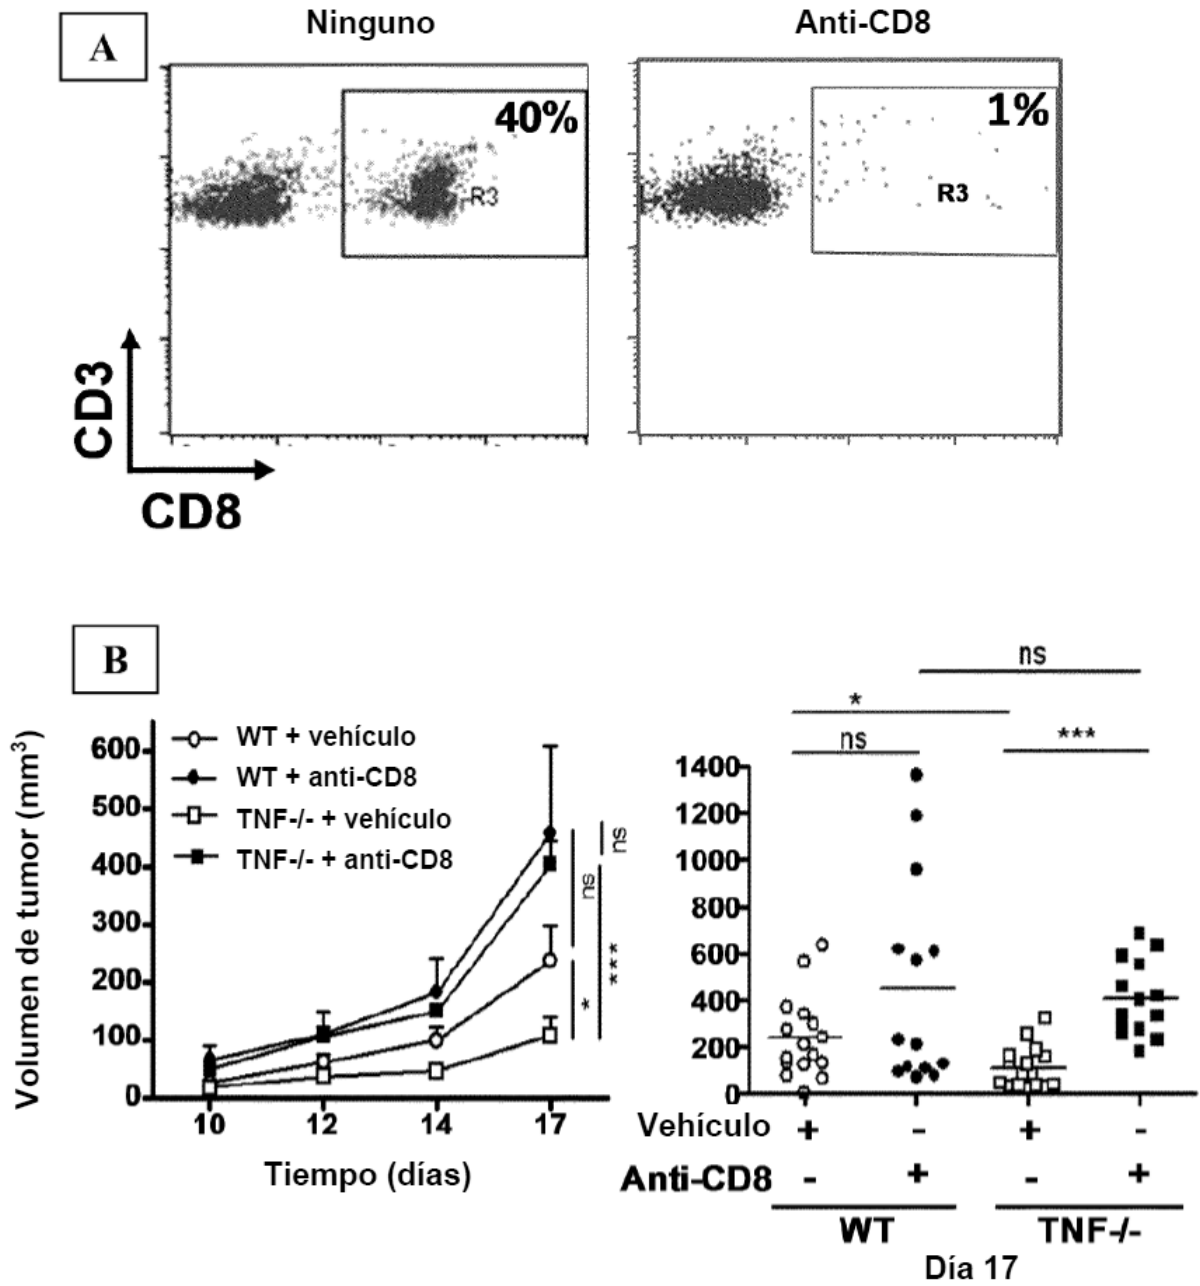 A
Ninguno
Anti-CD8
40%
R3
1%
R3
CD3
CD8
B
Volumen de tumor (mm³)
600
500
400
300
200
100
0
10 12 14 17
Tiempo (días)
WT + vehículo
WT + anti-CD8
TNF-/- + vehículo
TNF-/- + anti-CD8
ns
ns
***
*
ns
*
ns
***
1400
1200
1000
800
600
400
200
0
Vehículo + - + -
Anti-CD8 - + - +
WT TNF-/-
Día 17